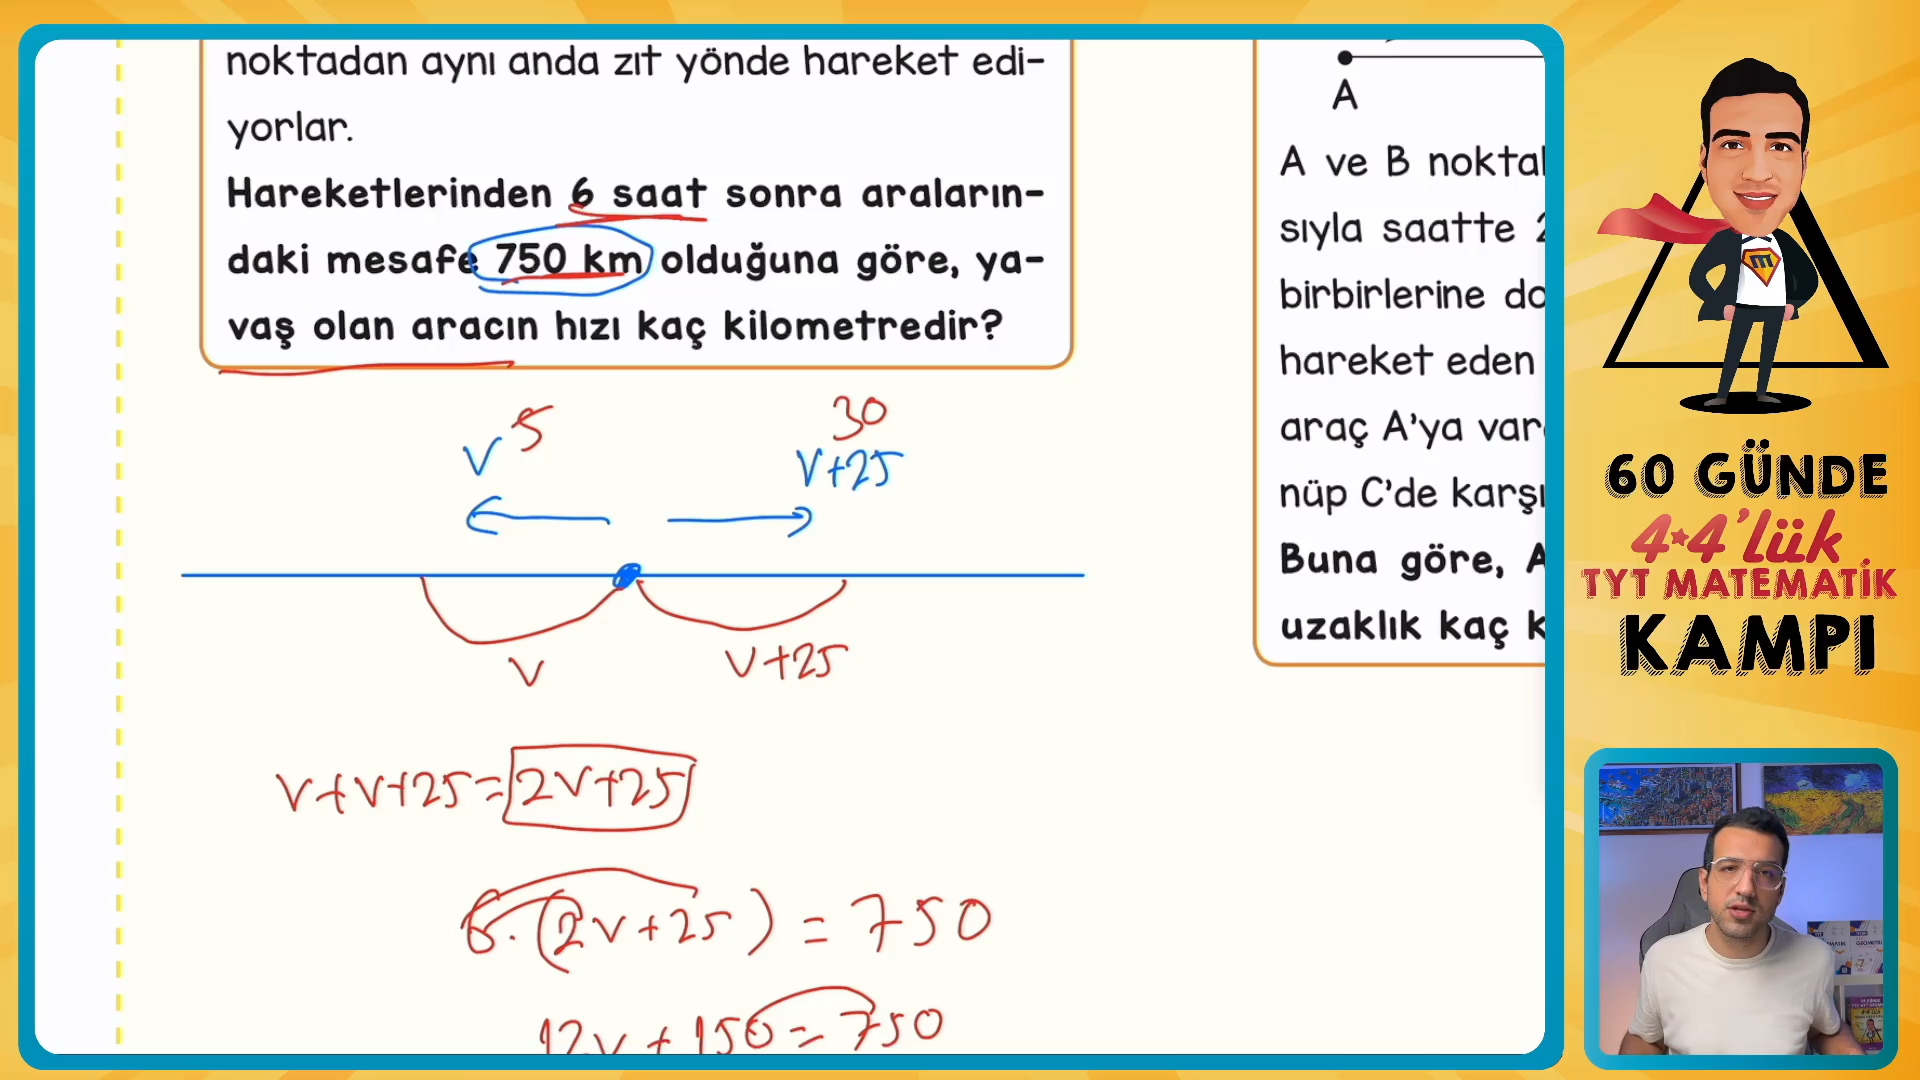 noktadan aynı anda zıt yönde hareket edi-
yorlar.
Hareketlerinden 6 saat sonra araların-
daki mesafe 750 km olduğuna göre, ya-
vaş olan aracın hızı kaç kilometredir?
V 5
30
V+25
V
V+25
V+V+25=2V+25
6.(2V+25)=750
12V+150=750
A
A ve B noktal
sıyla saatte 2
birbirlerine do
hareket eden
araç A'ya var
nüp C'de karşı
Buna göre, A
uzaklık kaç k
m
60 GÜNDE
4★4'lük
TYT MATEMATİK
KAMPI